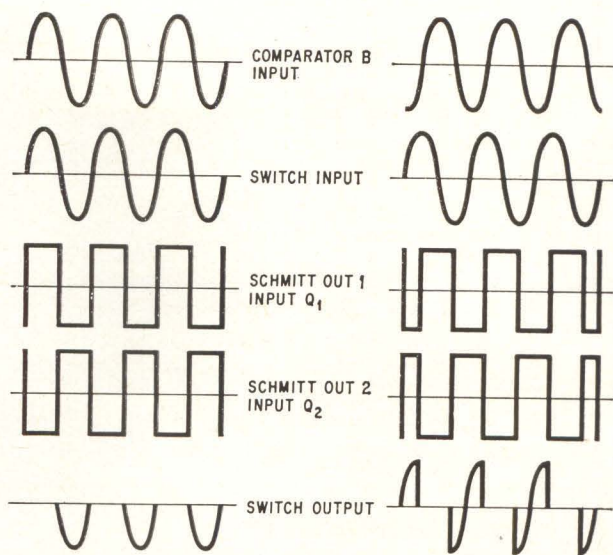 COMPARATOR B
INPUT
SWITCH INPUT
SCHMITT OUT 1
INPUT Q1
SCHMITT OUT 2
INPUT Q2
SWITCH OUTPUT